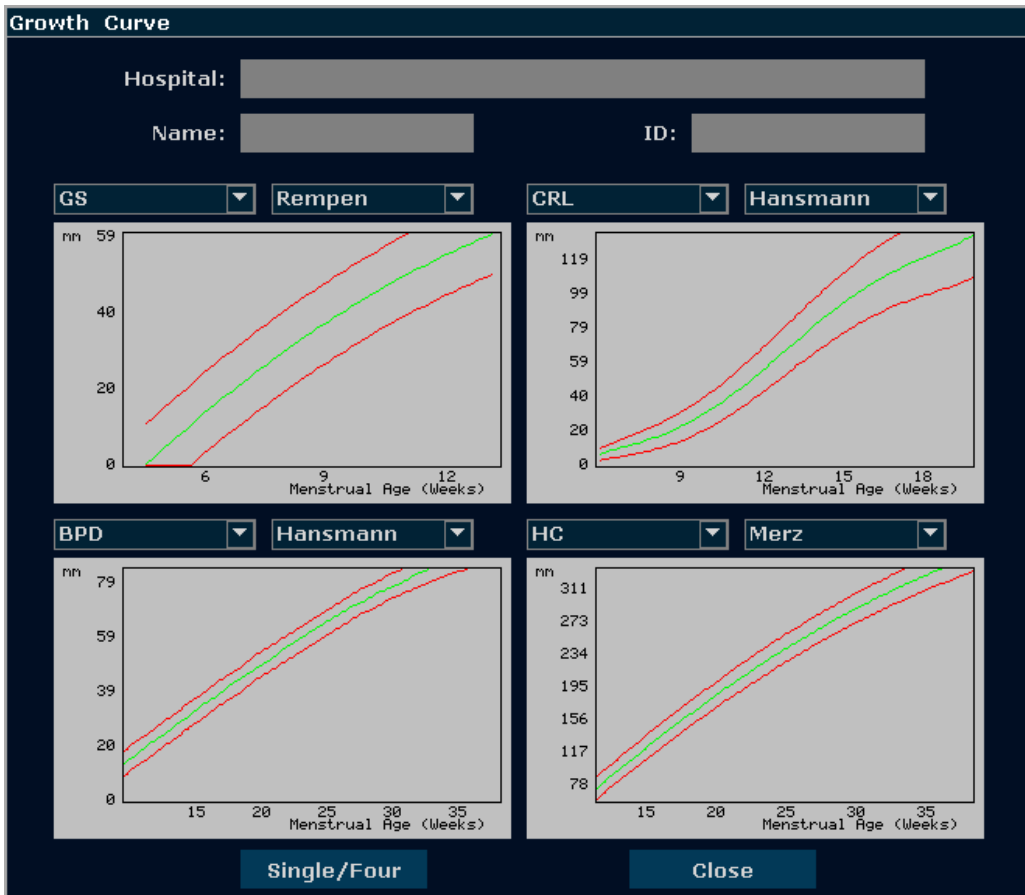 Growth Curve
Hospital:
Name: ID:
GS Rempen CRL Hansmann
mm 59
40
20
0
6 9 12
Menstrual Age (Weeks)
mm
119
99
79
59
40
20
0
9 12 15 18
Menstrual Age (Weeks)
BPD Hansmann HC Merz
mm 79
59
39
20
0
15 20 25 30 35
Menstrual Age (Weeks)
mm
311
273
234
195
156
117
78
15 20 25 30 35
Menstrual Age (Weeks)
Single/Four Close